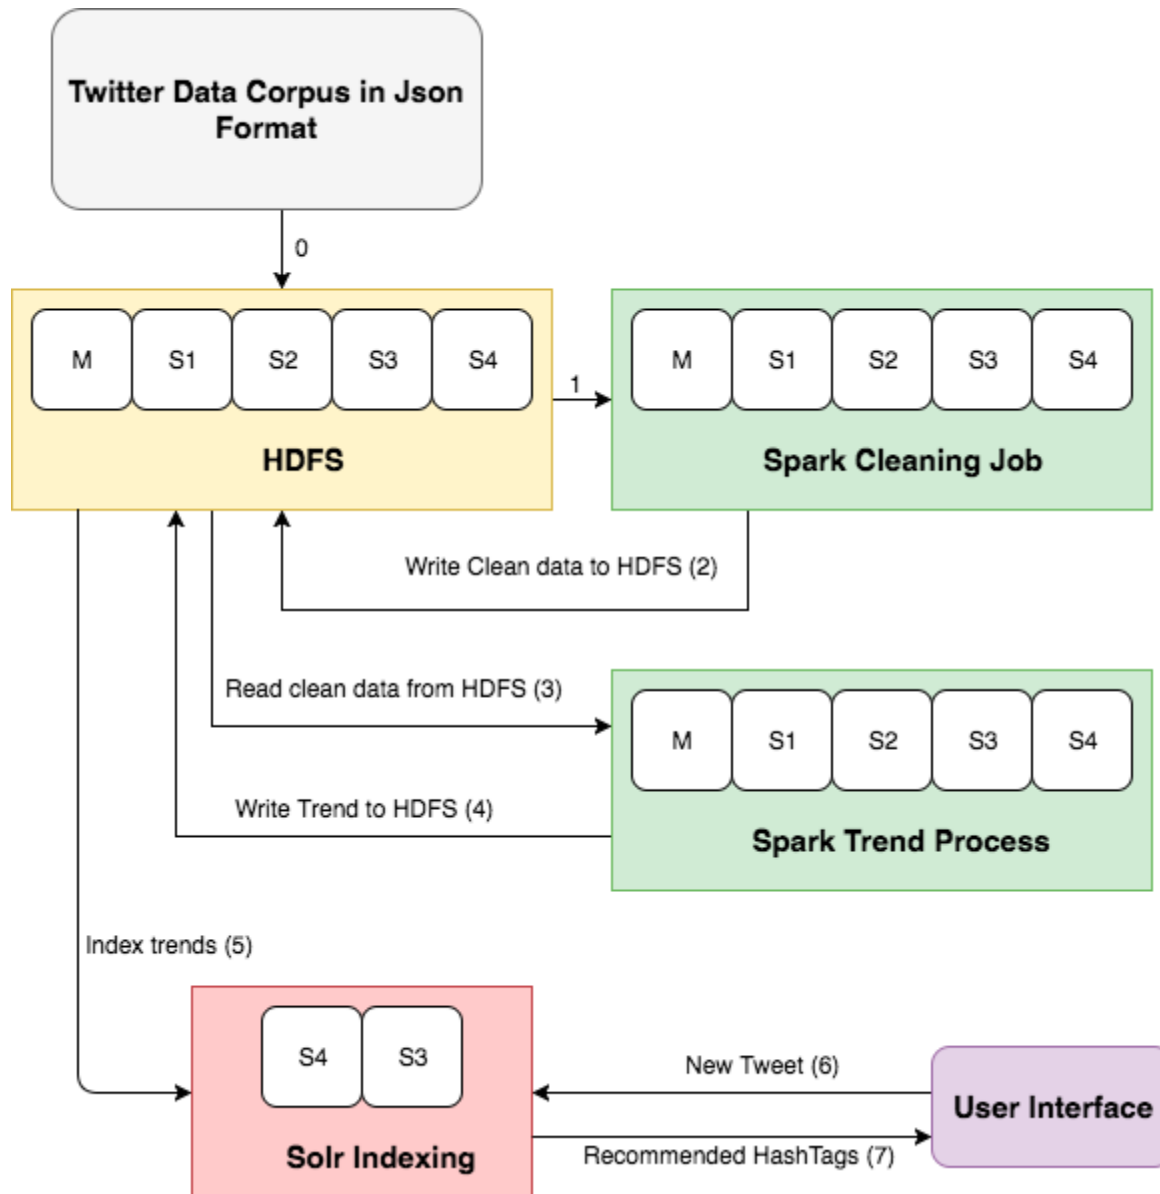 Twitter Data Corpus in Json
Format
0
M S1 S2 S3 S4
HDFS
1
M S1 S2 S3 S4
Spark Cleaning Job
Write Clean data to HDFS (2)
Read clean data from HDFS (3)
M S1 S2 S3 S4
Spark Trend Process
Write Trend to HDFS (4)
Index trends (5)
S4 S3
Solr Indexing
New Tweet (6)
User Interface
Recommended HashTags (7)